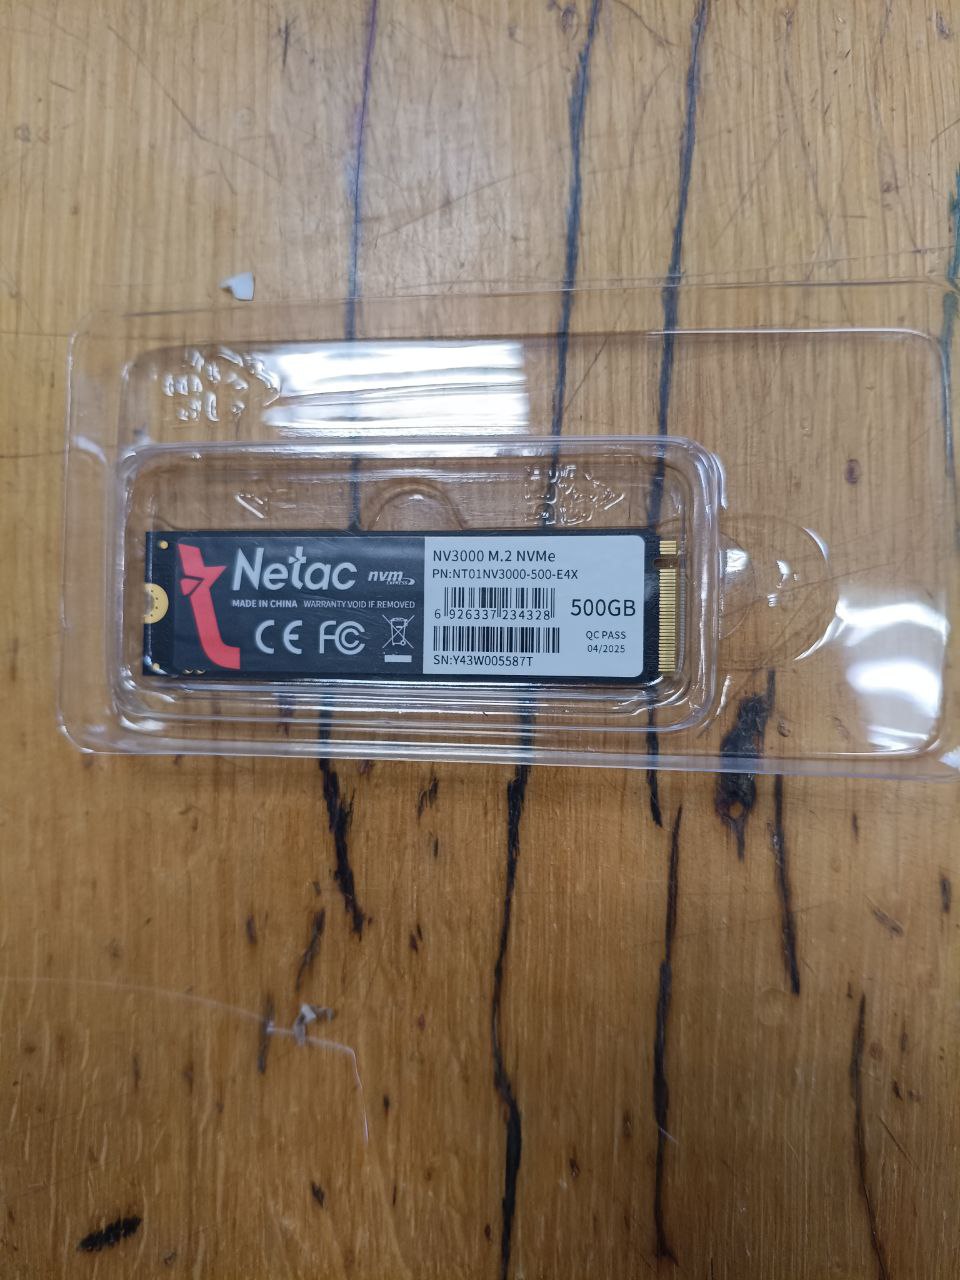 Netac
nvm
EXPRESS
MADE IN CHINA WARRANTY VOID IF REMOVED
CE FC
NV3000 M.2 NVMe
PN:NT01NV3000-500-E4X
6 926337 234328
500GB
QC PASS
04/2025
SN:Y43W005587T